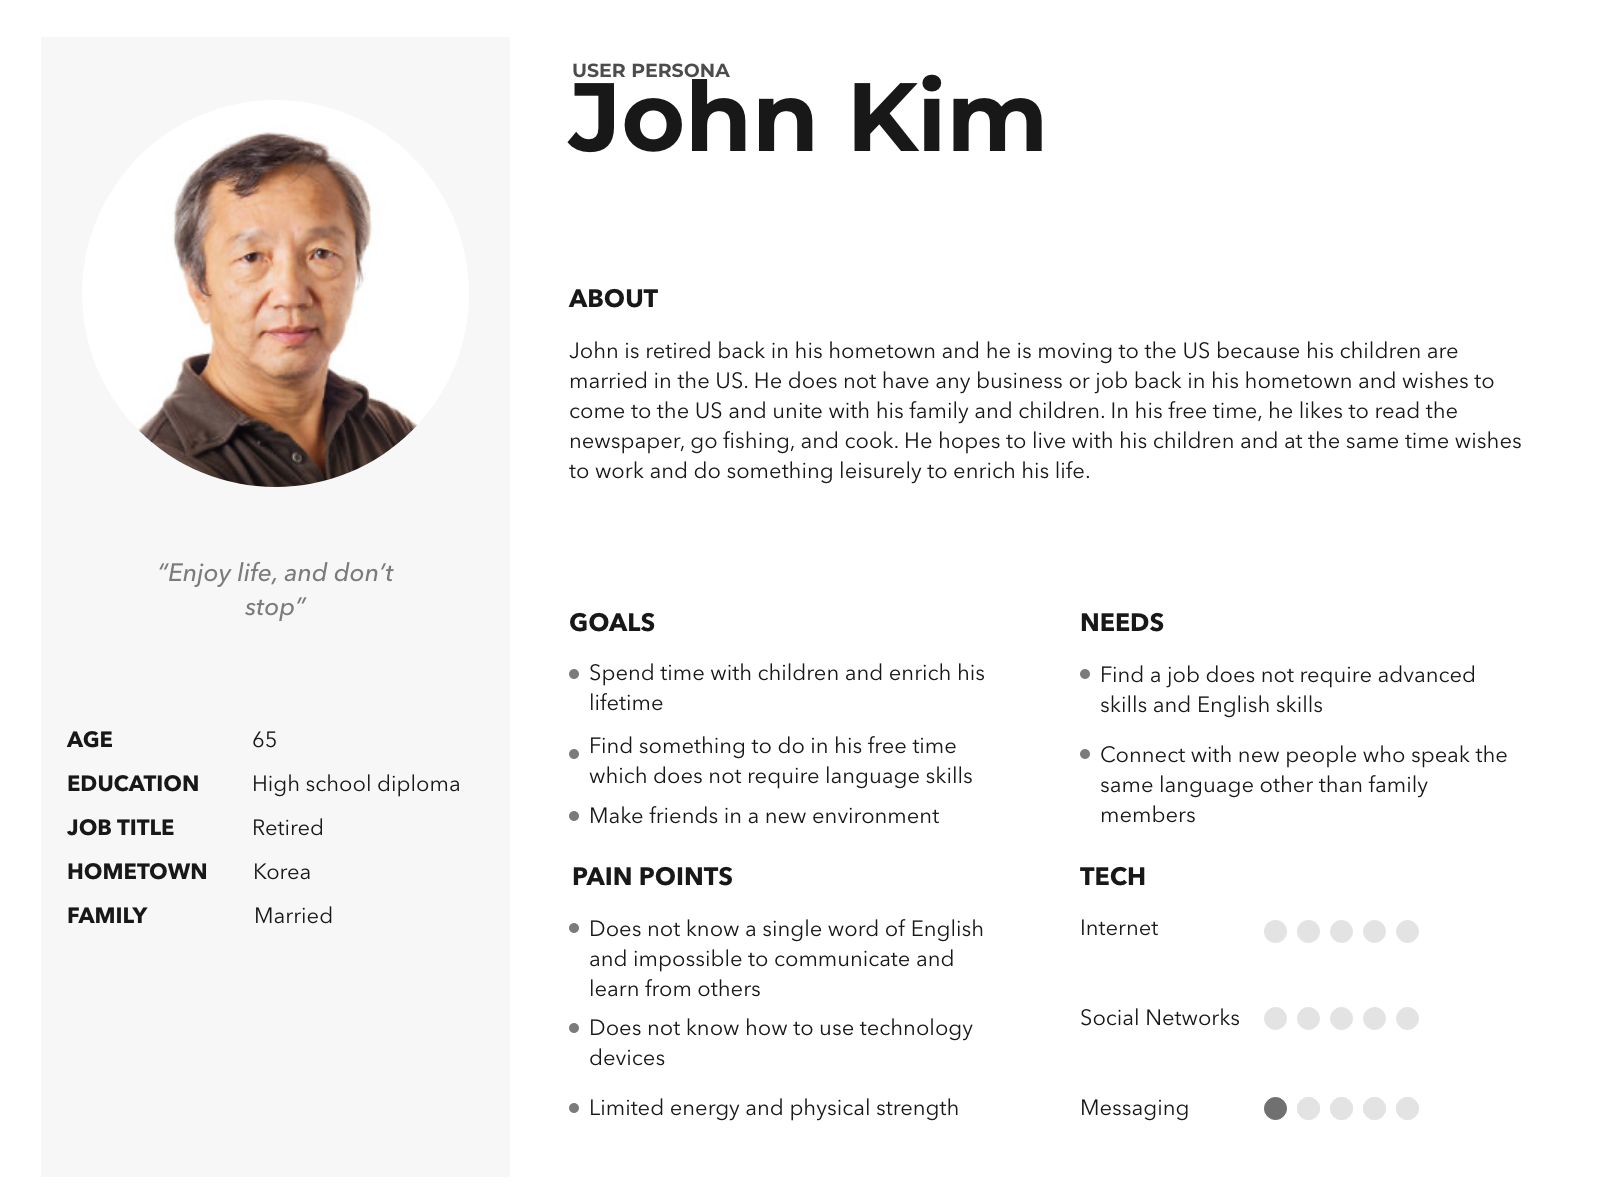 USER PERSONA
John Kim
“Enjoy life, and don’t
stop”
AGE 65
EDUCATION High school diploma
JOB TITLE Retired
HOMETOWN Korea
FAMILY Married
ABOUT
John is retired back in his hometown and he is moving to the US because his children are
married in the US. He does not have any business or job back in his hometown and wishes to
come to the US and unite with his family and children. In his free time, he likes to read the
newspaper, go fishing, and cook. He hopes to live with his children and at the same time wishes
to work and do something leisurely to enrich his life.
GOALS
Spend time with children and enrich his
lifetime
Find something to do in his free time
which does not require language skills
Make friends in a new environment
NEEDS
Find a job does not require advanced
skills and English skills
Connect with new people who speak the
same language other than family
members
PAIN POINTS
Does not know a single word of English
and impossible to communicate and
learn from others
Does not know how to use technology
devices
Limited energy and physical strength
TECH
Internet
Social Networks
Messaging